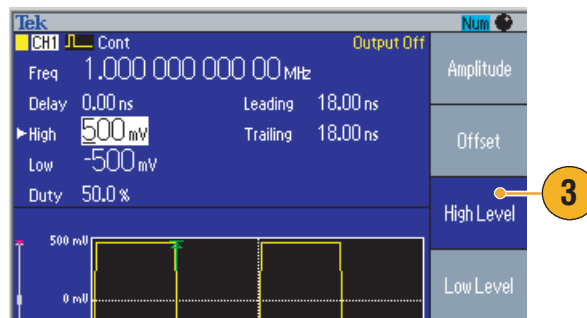 Tek
Num
CH1 Cont
Output Off
Freq 1.000 000 000 00 MHz
Delay 0.00 ns
Leading 18.00 ns
High 500 mV
Trailing 18.00 ns
Low -500 mV
Duty 50.0 %
500 mV
0 mV
Amplitude
Offset
High Level
Low Level
3